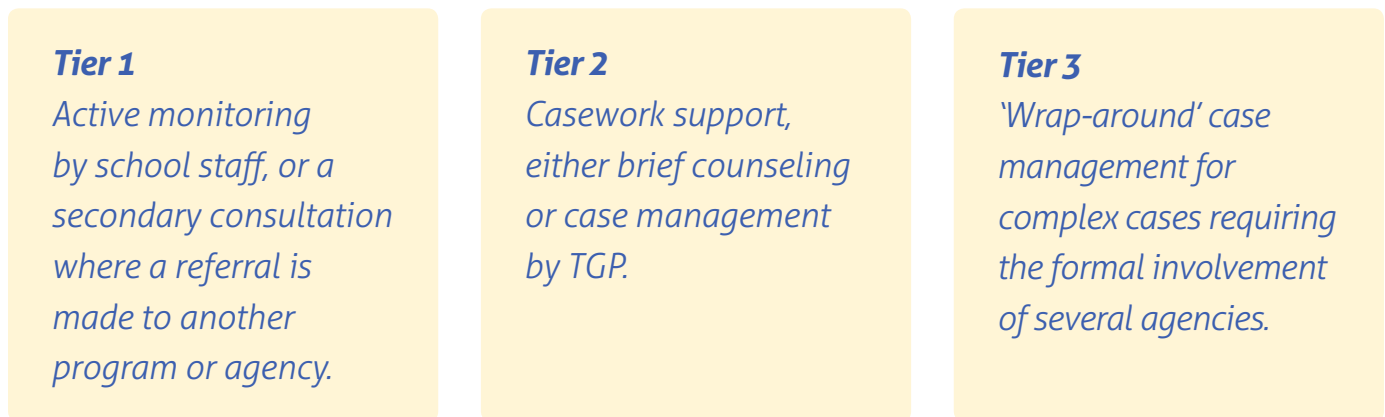 Tier 1
Active monitoring
by school staff, or a
secondary consultation
where a referral is
made to another
program or agency.
Tier 2
Casework support,
either brief counseling
or case management
by TGP.
Tier 3
‘Wrap-around’ case
management for
complex cases requiring
the formal involvement
of several agencies.